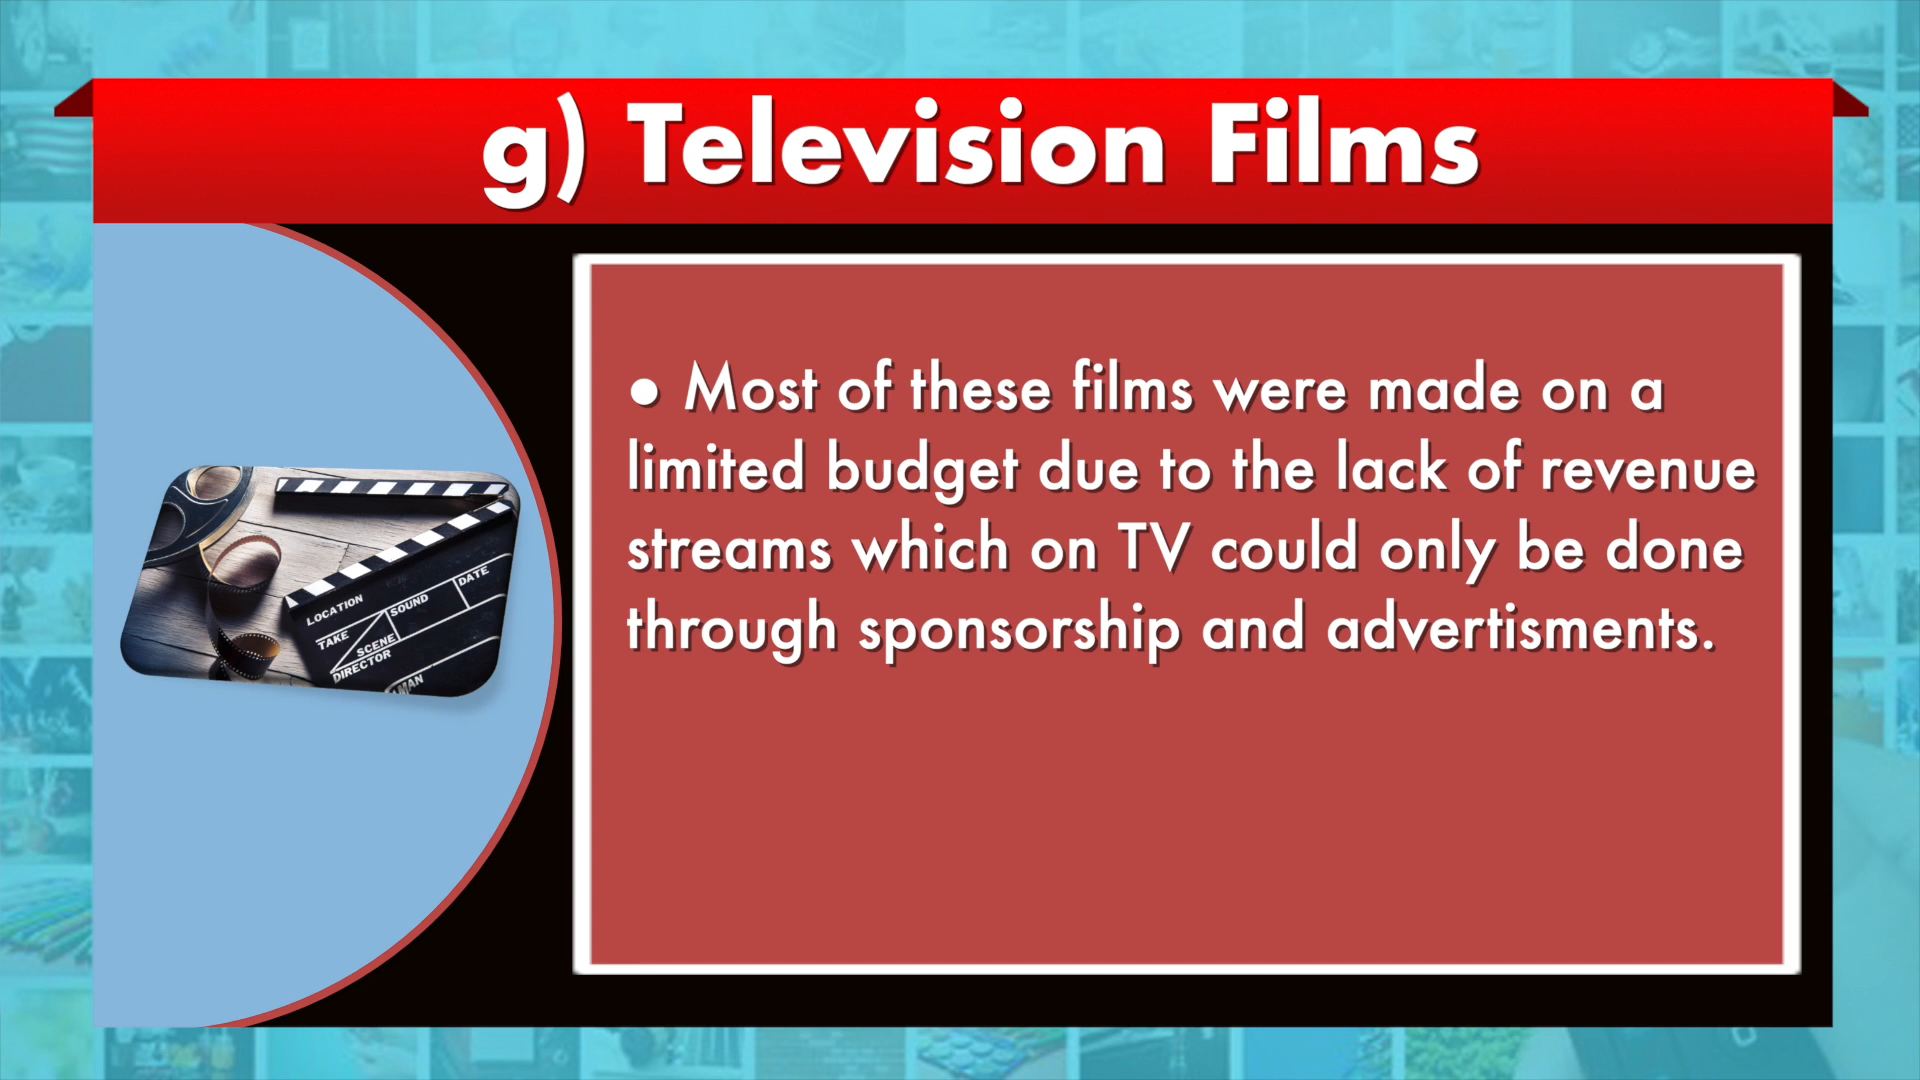 g) Television Films
• Most of these films were made on a
limited budget due to the lack of revenue
streams which on TV could only be done
through sponsorship and advertisments.
LOCATION
TAKE
SOUND
DATE
SCENE
DIRECTOR